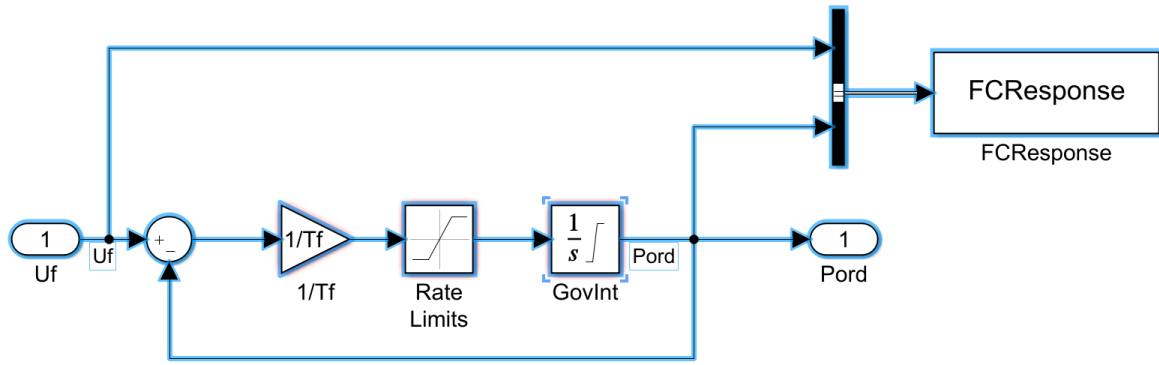 FCResponse
FCResponse
1
Uf
Uf
+
−
1/Tf
1/Tf
Rate
Limits
1
s
GovInt
Pord
1
Pord